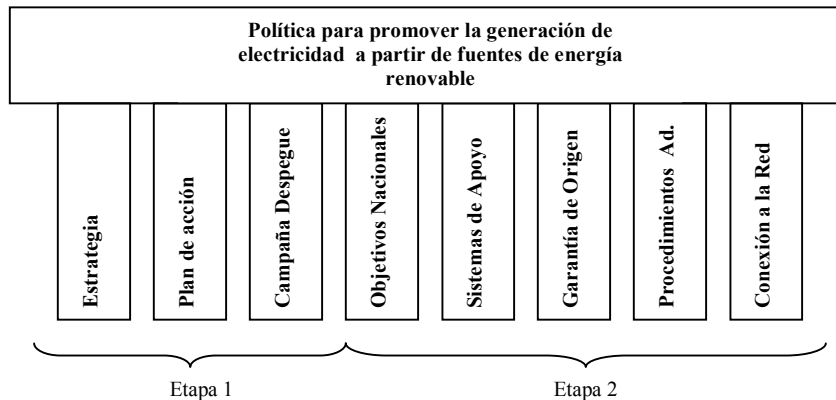 Política para promover la generación de
electricidad a partir de fuentes de energía
renovable
Estrategia
Plan de acción
Campaña Despegue
Objetivos Nacionales
Sistemas de Apoyo
Garantía de Origen
Procedimientos Ad.
Conexión a la Red
Etapa 1
Etapa 2